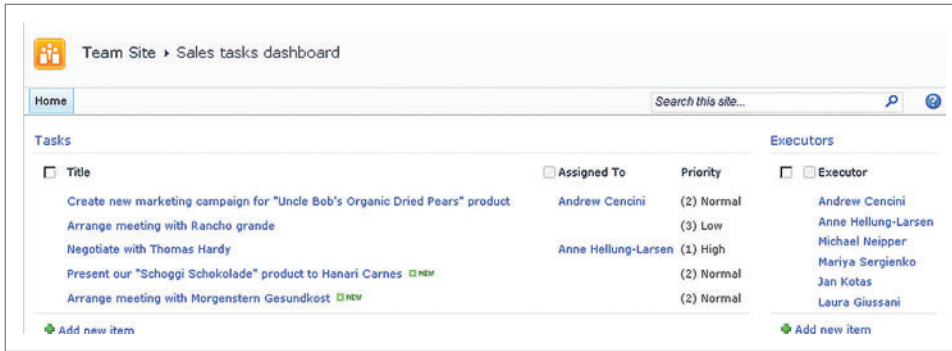 Team Site ▸ Sales tasks dashboard
Home
Search this site...
Tasks
Title Assigned To Priority
Create new marketing campaign for "Uncle Bob's Organic Dried Pears" product Andrew Cencini (2) Normal
Arrange meeting with Rancho grande (3) Low
Negotiate with Thomas Hardy Anne Hellung-Larsen (1) High
Present our "Schoggi Schokolade" product to Hanari Carnes NEW (2) Normal
Arrange meeting with Morgenstern Gesundkost NEW (2) Normal
Add new item
Executors
Executor
Andrew Cencini
Anne Hellung-Larsen
Michael Neipper
Mariya Sergienko
Jan Kotas
Laura Giussani
Add new item